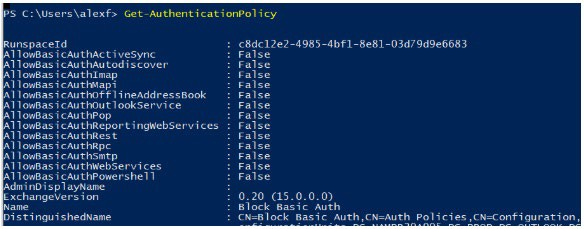 PS C:\Users\alexf> Get-AuthenticationPolicy
RunspaceId : c8dc12e2-4985-4bf1-8e81-03d79d9e6683
AllowBasicAuthActiveSync : False
AllowBasicAuthAutodiscover : False
AllowBasicAuthImap : False
AllowBasicAuthMapi : False
AllowBasicAuthOfflineAddressBook : False
AllowBasicAuthOutlookService : False
AllowBasicAuthPop : False
AllowBasicAuthReportingWebServices : False
AllowBasicAuthRest : False
AllowBasicAuthRpc : False
AllowBasicAuthSmtp : False
AllowBasicAuthWebServices : False
AllowBasicAuthPowershell : False
AdminDisplayName :
ExchangeVersion : 0.20 (15.0.0.0)
Name : Block Basic Auth
DistinguishedName : CN=Block Basic Auth,CN=Auth Policies,CN=Configuration,